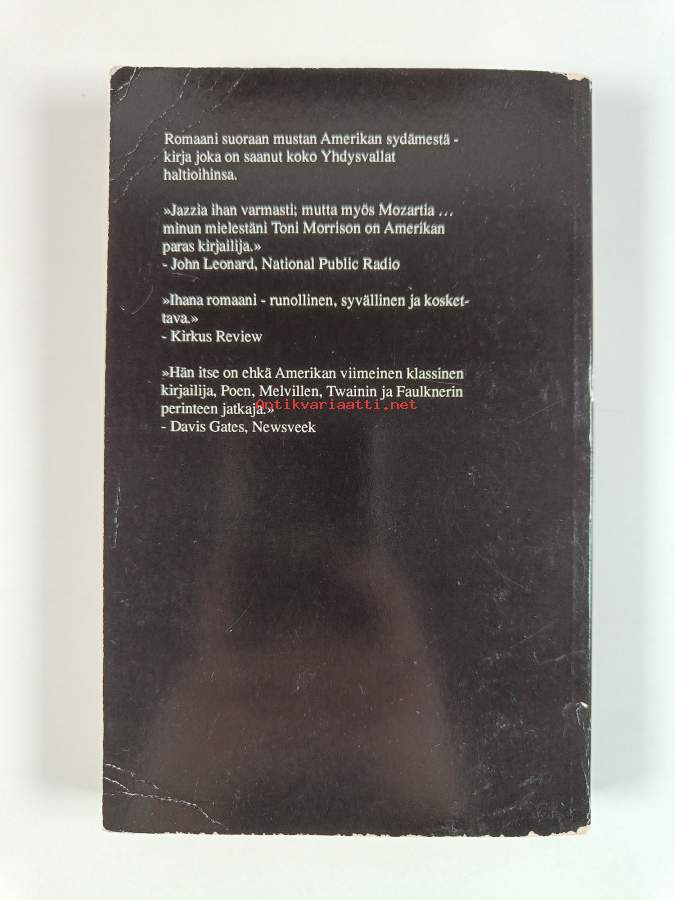 Romaani suoraan mustan Amerikan sydämestä -
kirja joka on saanut koko Yhdysvallat
haltioihinsa.
»Jazzia ihan varmasti; mutta myös Mozartia ...
minun mielestäni Toni Morrison on Amerikan
paras kirjailija.»
- John Leonard, National Public Radio
»Ihana romaani - runollinen, syvällinen ja kosket-
tava.»
- Kirkus Review
»Hän itse on ehkä Amerikan viimeinen klassinen
kirjailija, Poen, Melvillen, Twainin ja Faulknerin
perinteen jatkaja.»
Antikvariaatti.net
- Davis Gates, Newsveek